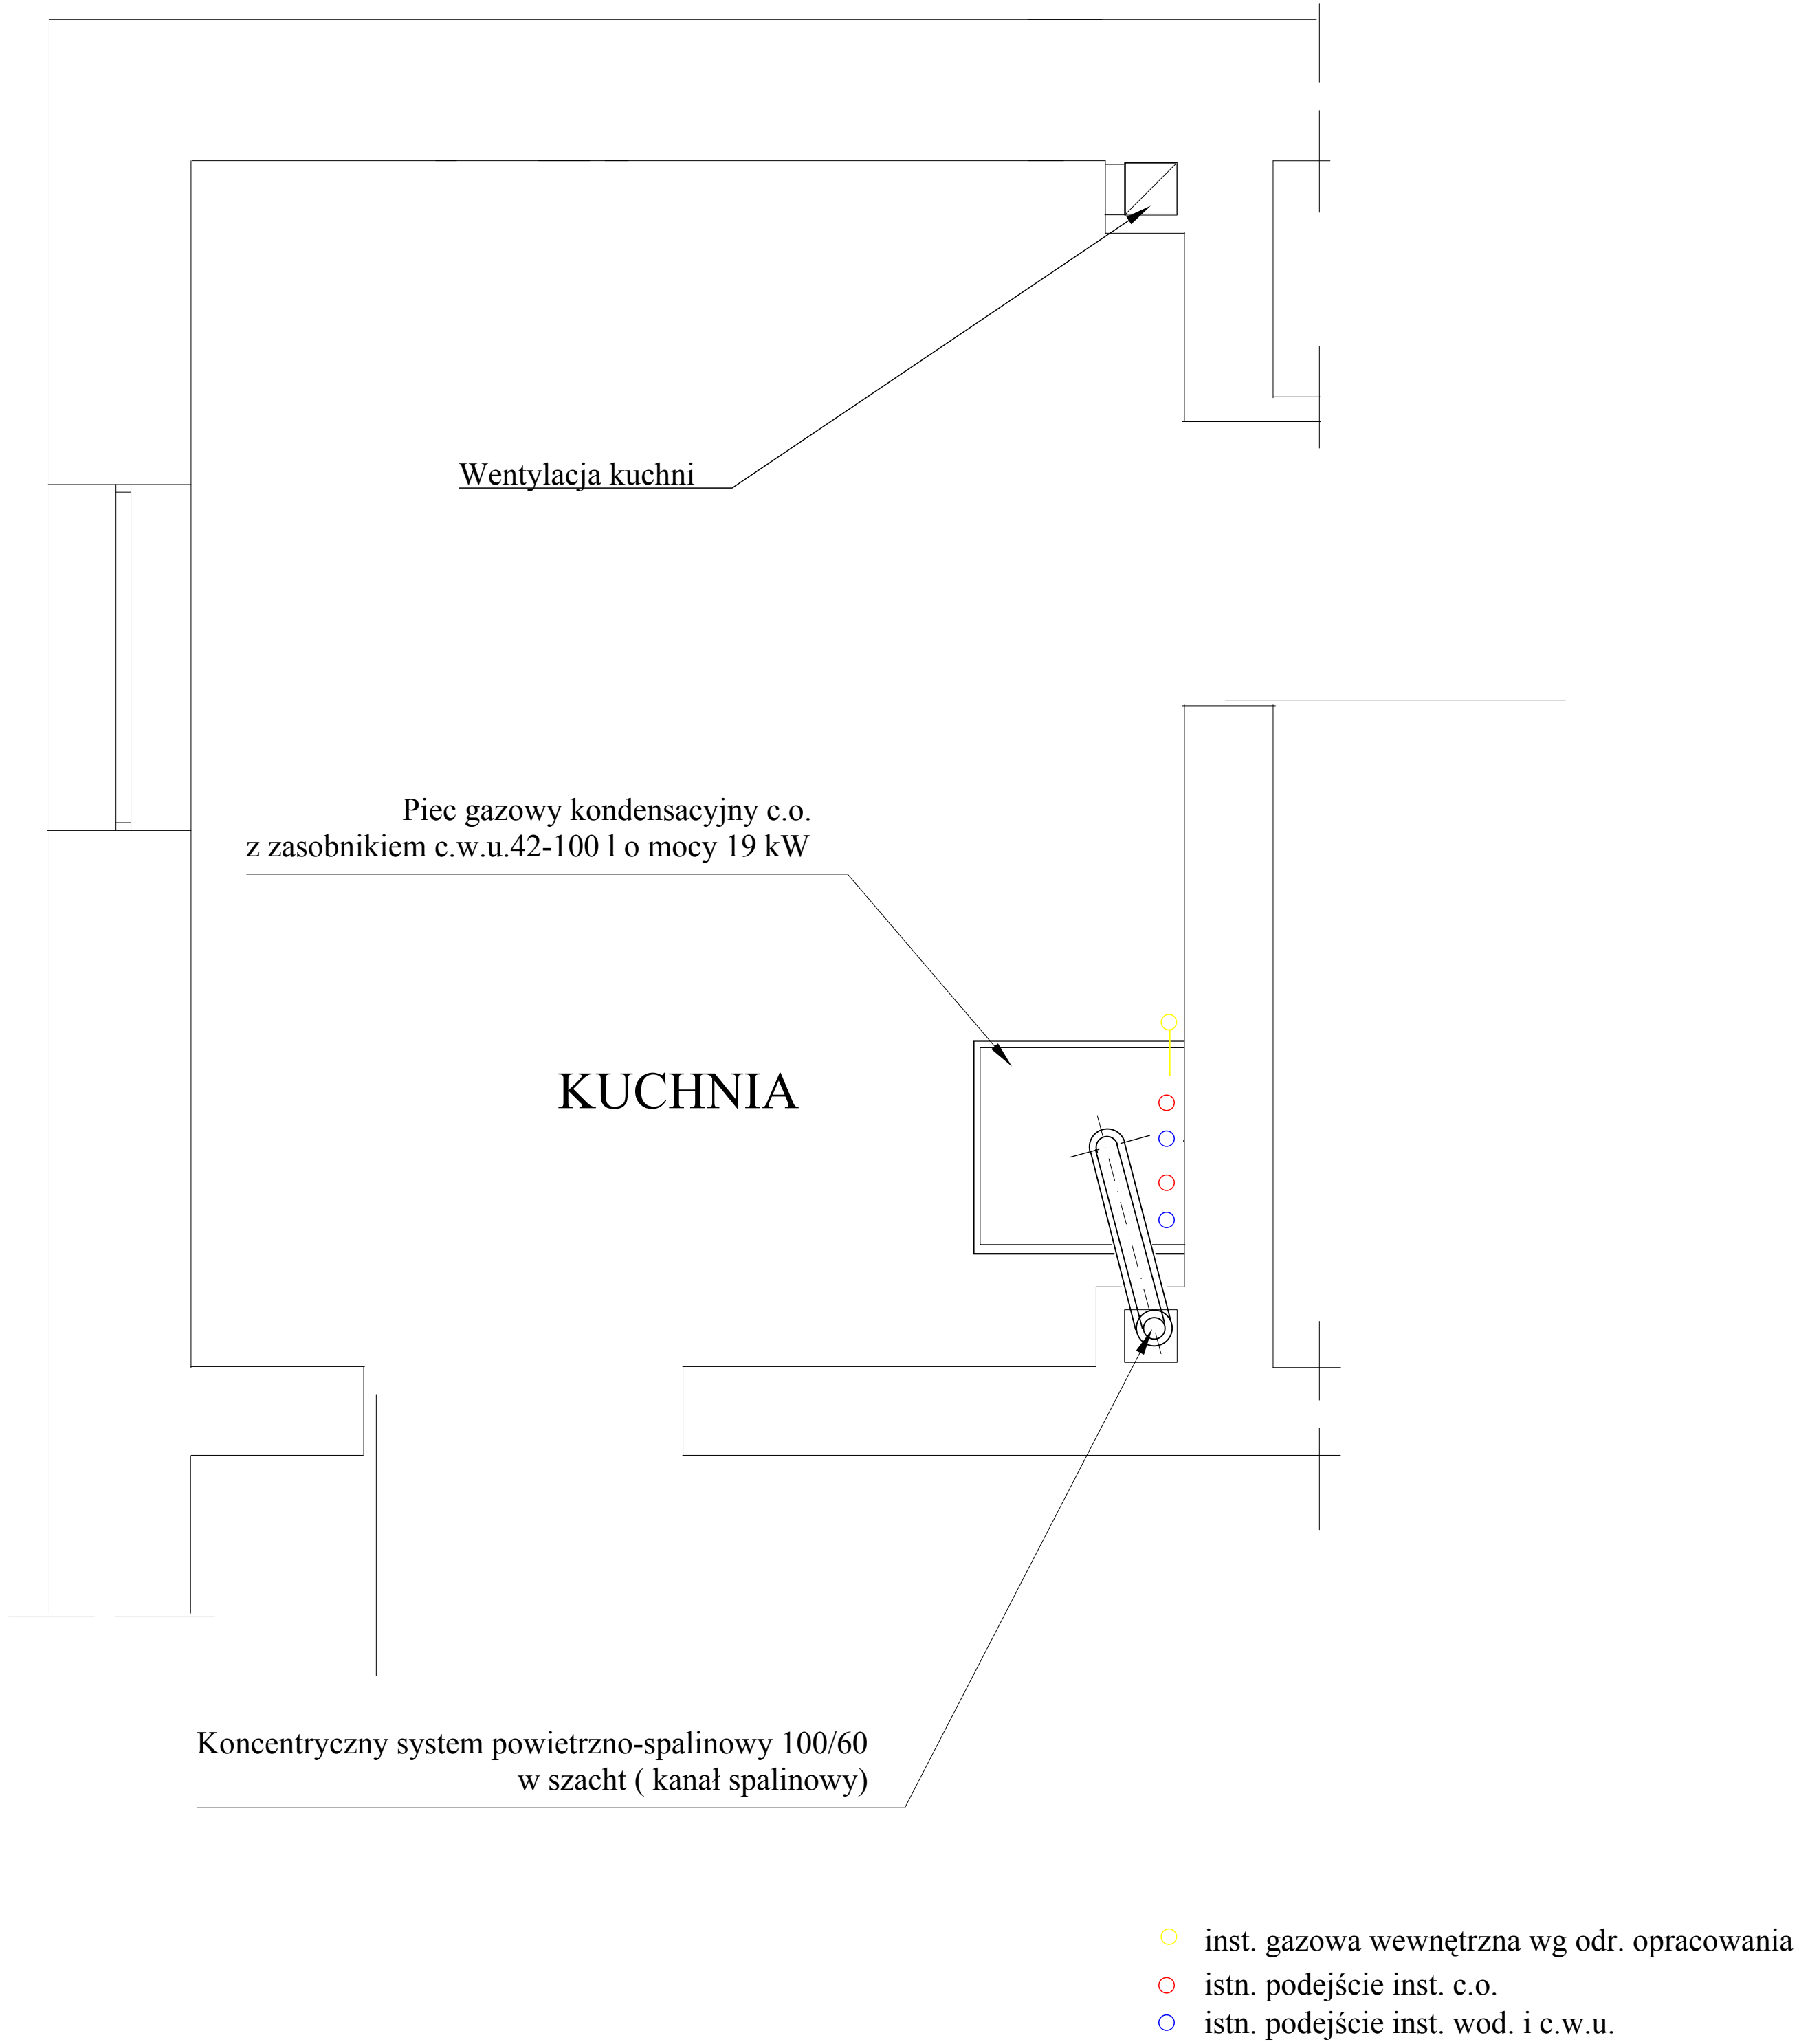 Wentylacja kuchni
Piec gazowy kondensacyjny c.o.
z zasobnikiem c.w.u.42-100 l o mocy 19 kW
KUCHNIA
Koncentryczny system powietrzno-spalinowy 100/60
w szacht ( kanał spalinowy)
inst. gazowa wewnętrzna wg odr. opracowania
istn. podejście inst. c.o.
istn. podejście inst. wod. i c.w.u.